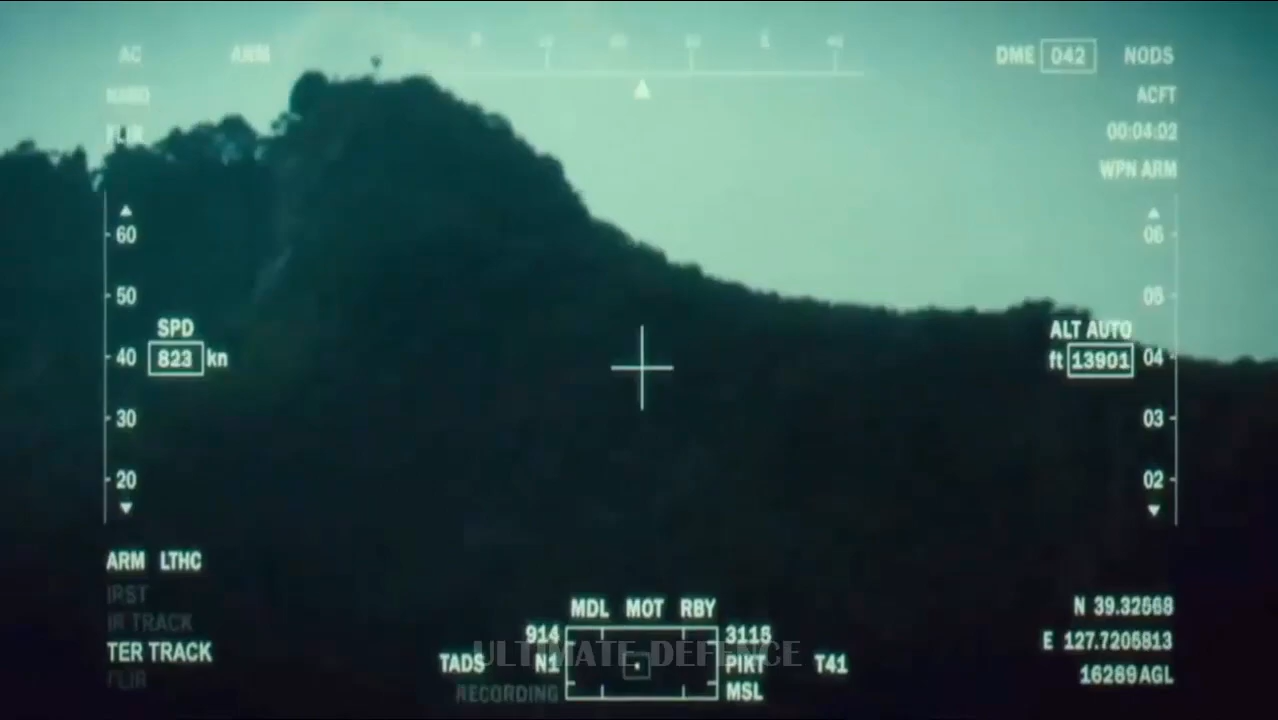 AC ARM
DME 042 NODS
ACFT
FLIR
00:04:02
WPN ARM
60
50
40
30
20
06
05
04
03
02
SPD
823 kn
ALT AUTO
ft 13901
ARM LTHC
IRST
IR TRACK
TER TRACK
FLIR
MDL MOT RBY
914 3115
TADS N1 PIKT T41
RECORDING MSL
ULTIMATE DEFENCE
N 39.32568
E 127.7205813
16289AGL